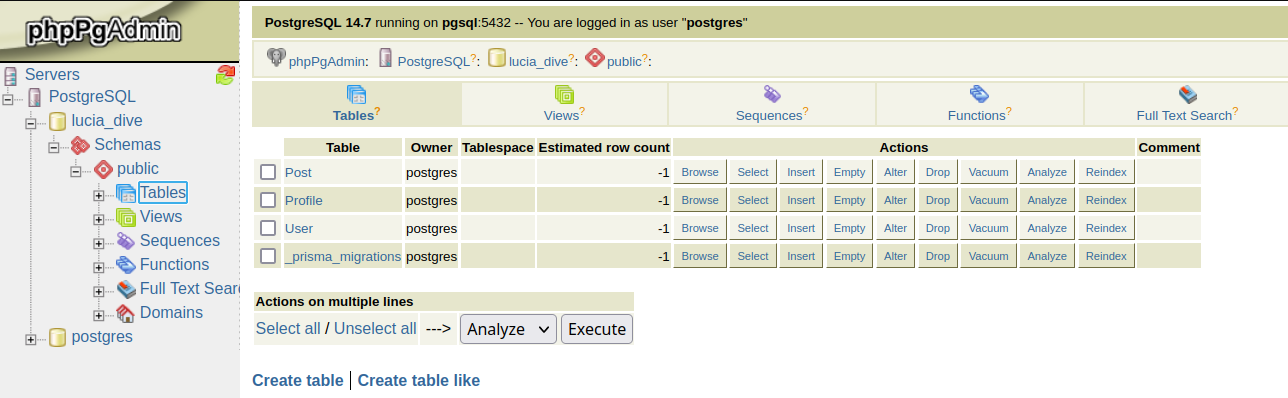 phpPgAdmin
Servers
PostgreSQL
lucia_dive
Schemas
public
Tables
Views
Sequences
Functions
Full Text Sear
Domains
postgres
PostgreSQL 14.7 running on pgsql:5432 -- You are logged in as user "postgres"
phpPgAdmin: PostgreSQL?: lucia_dive?: public?:
Tables? Views? Sequences? Functions? Full Text Search?
Table Owner Tablespace Estimated row count Actions Comment
Post postgres -1 Browse Select Insert Empty Alter Drop Vacuum Analyze Reindex
Profile postgres -1 Browse Select Insert Empty Alter Drop Vacuum Analyze Reindex
User postgres -1 Browse Select Insert Empty Alter Drop Vacuum Analyze Reindex
_prisma_migrations postgres -1 Browse Select Insert Empty Alter Drop Vacuum Analyze Reindex
Actions on multiple lines
Select all / Unselect all ---> Analyze Execute
Create table | Create table like